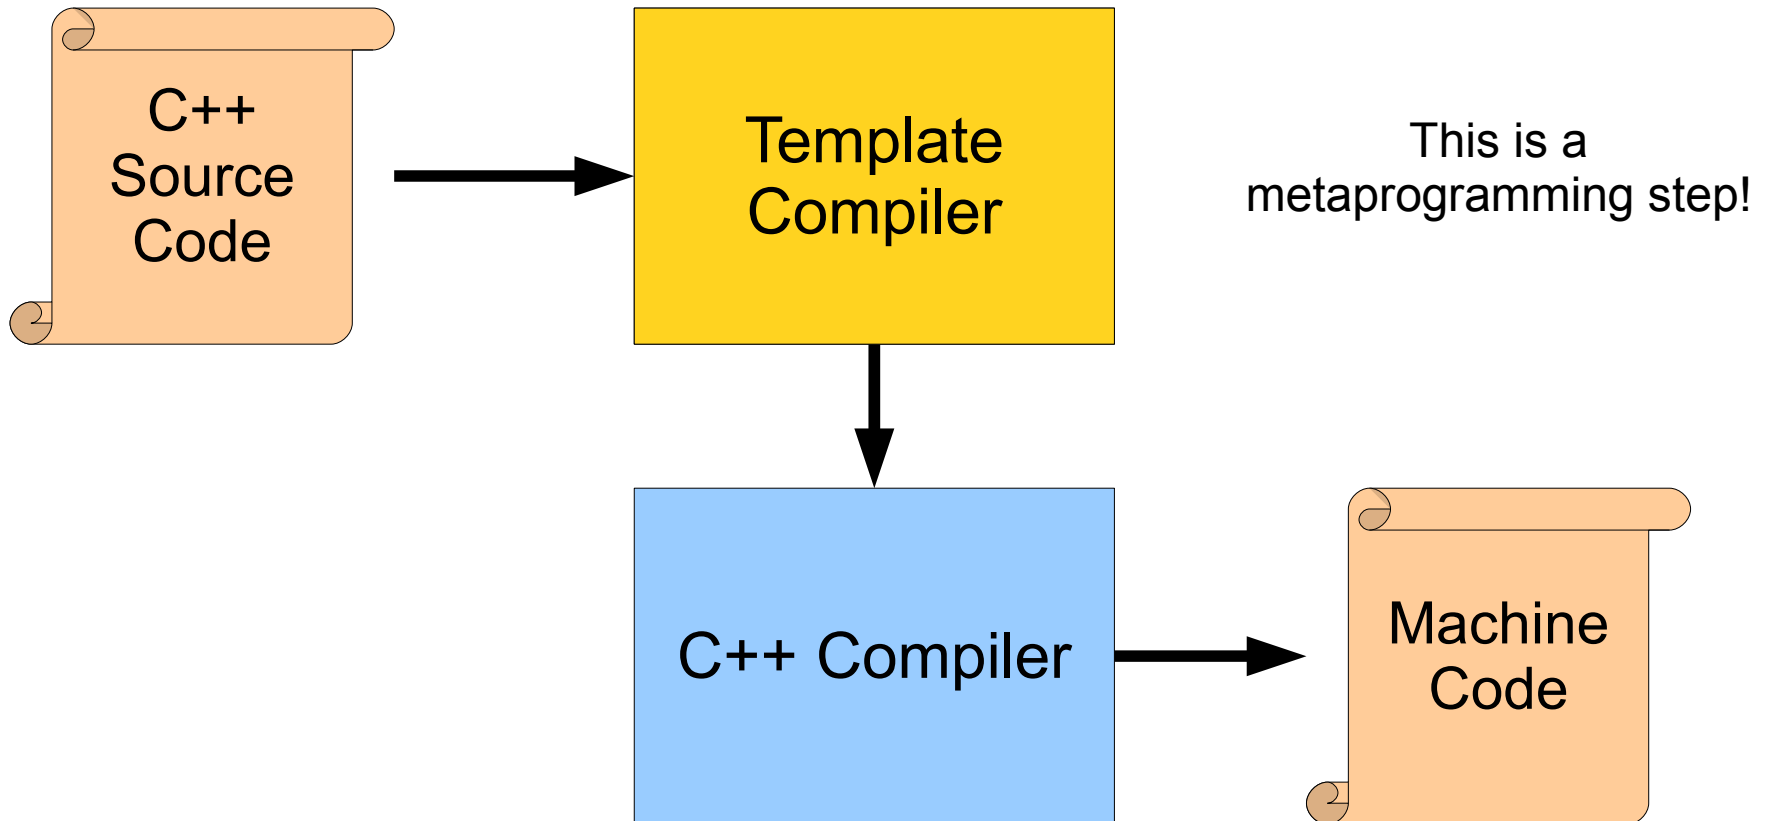 C++
Source
Code
Template
Compiler
This is a
metaprogramming step!
C++ Compiler
Machine
Code